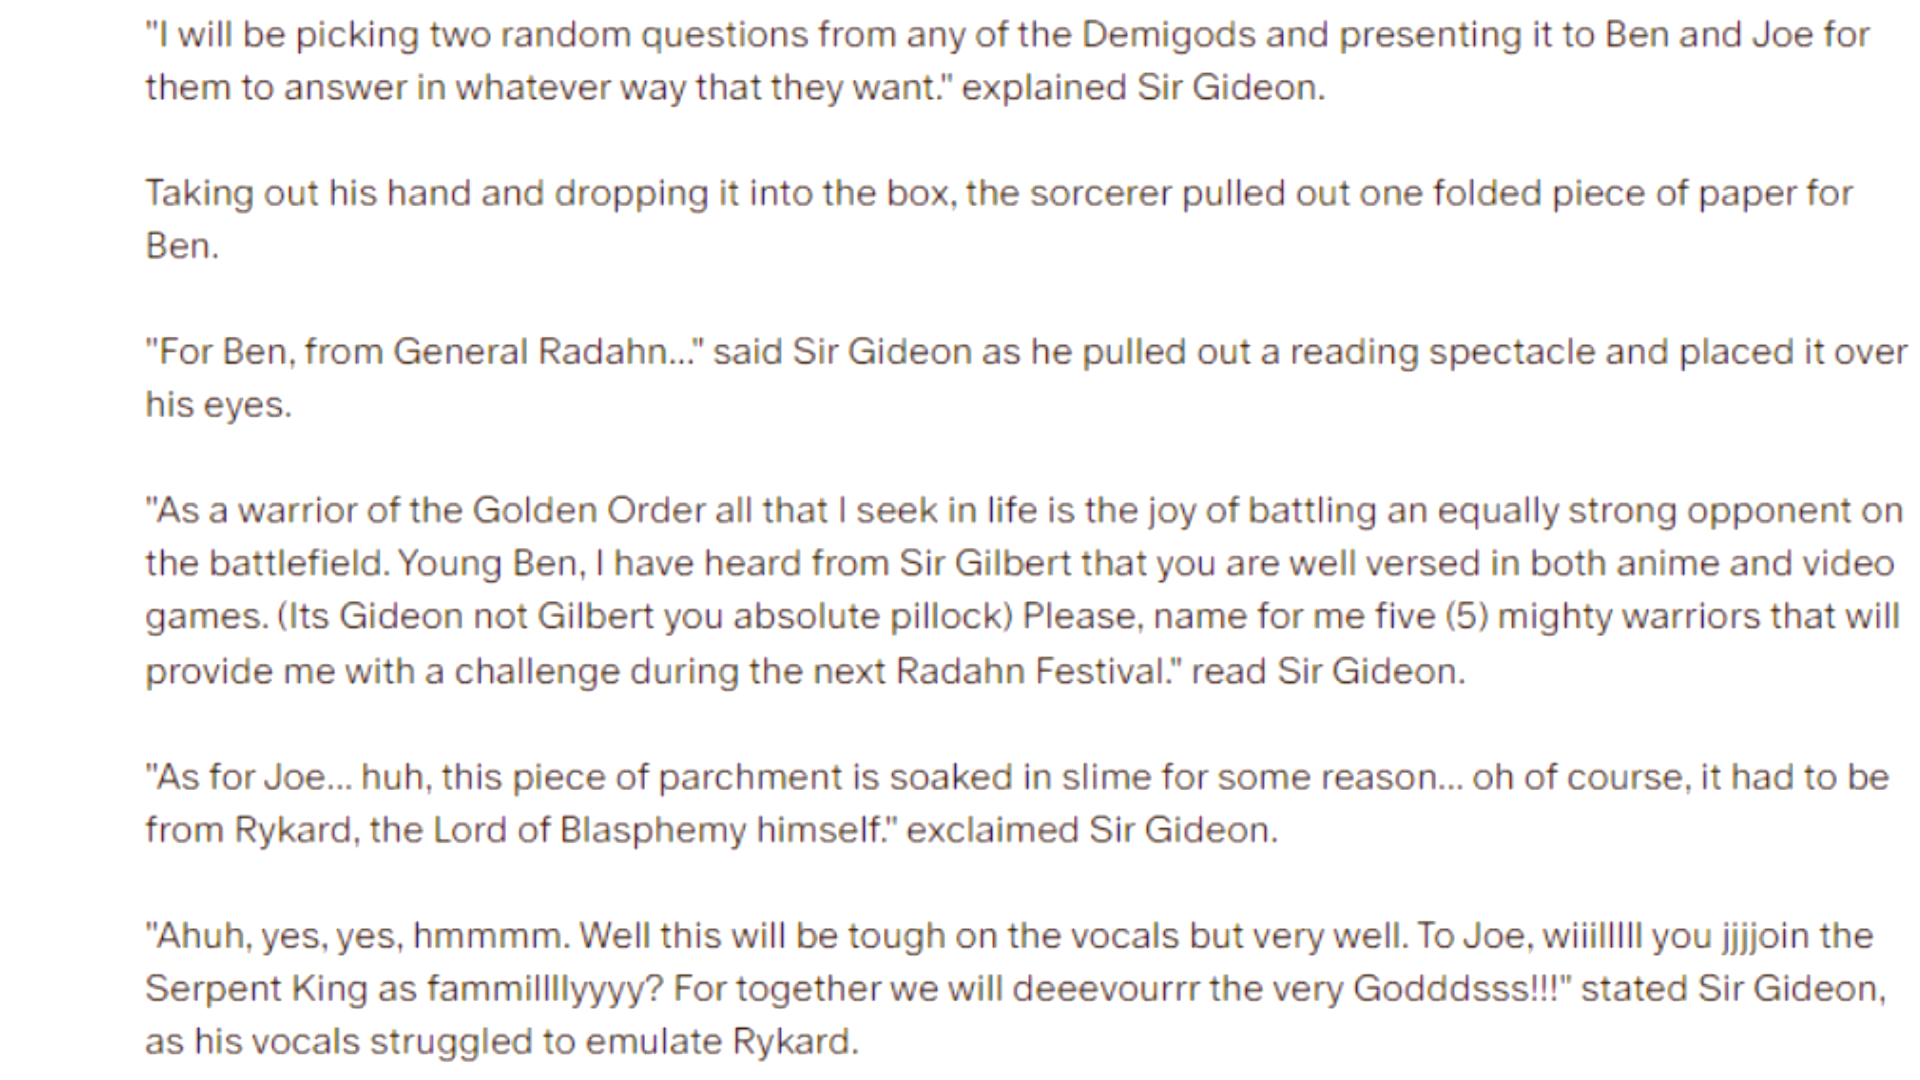 "I will be picking two random questions from any of the Demigods and presenting it to Ben and Joe for
them to answer in whatever way that they want." explained Sir Gideon.
Taking out his hand and dropping it into the box, the sorcerer pulled out one folded piece of paper for
Ben.
"For Ben, from General Radahn..." said Sir Gideon as he pulled out a reading spectacle and placed it over
his eyes.
"As a warrior of the Golden Order all that I seek in life is the joy of battling an equally strong opponent on
the battlefield. Young Ben, I have heard from Sir Gilbert that you are well versed in both anime and video
games. (Its Gideon not Gilbert you absolute pillock) Please, name for me five (5) mighty warriors that will
provide me with a challenge during the next Radahn Festival." read Sir Gideon.
"As for Joe... huh, this piece of parchment is soaked in slime for some reason... oh of course, it had to be
from Rykard, the Lord of Blasphemy himself." exclaimed Sir Gideon.
"Ahuh, yes, yes, hmmmm. Well this will be tough on the vocals but very well. To Joe, wiiilllll you jjjjoin the
Serpent King as fammilllllyyyy? For together we will deeevourrr the very Godddsss!!!" stated Sir Gideon,
as his vocals struggled to emulate Rykard.